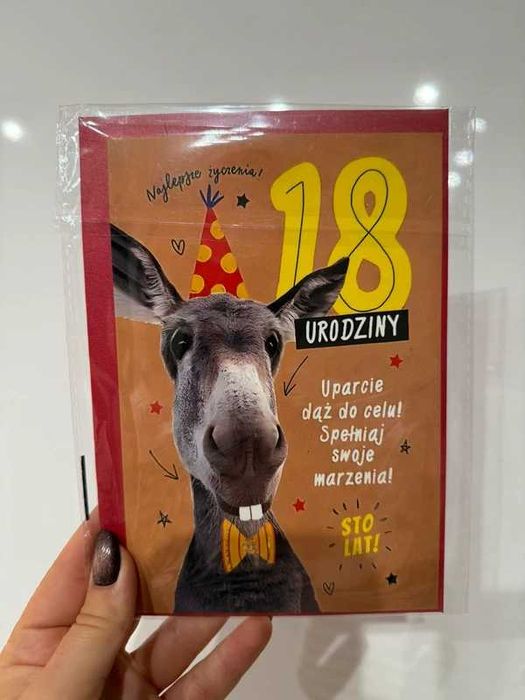 Najlepsze życzenia!
18
URODZINY
Uparcie
dąż do celu!
Spełniaj
swoje
marzenia!
STO
LAT!